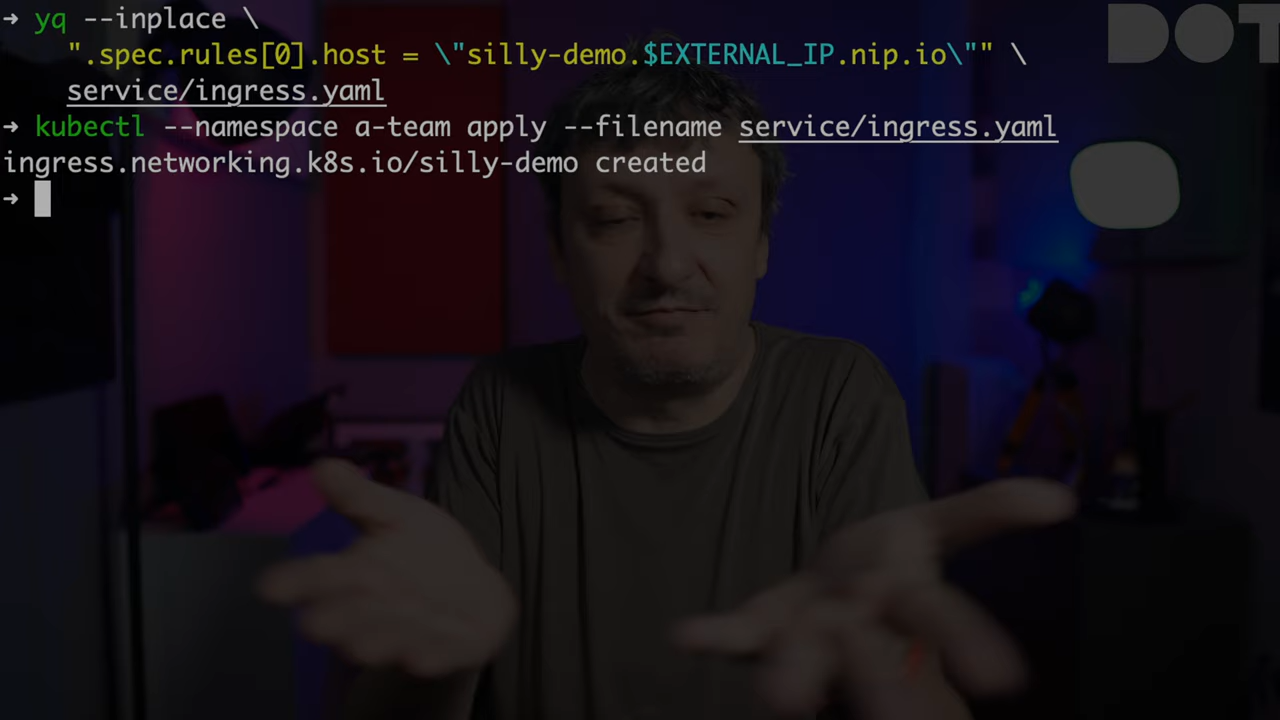 ➜ yq --inplace \
".spec.rules[0].host = \"silly-demo.$EXTERNAL_IP.nip.io\"" \
service/ingress.yaml
➜ kubectl --namespace a-team apply --filename service/ingress.yaml
ingress.networking.k8s.io/silly-demo created
➜
DOT